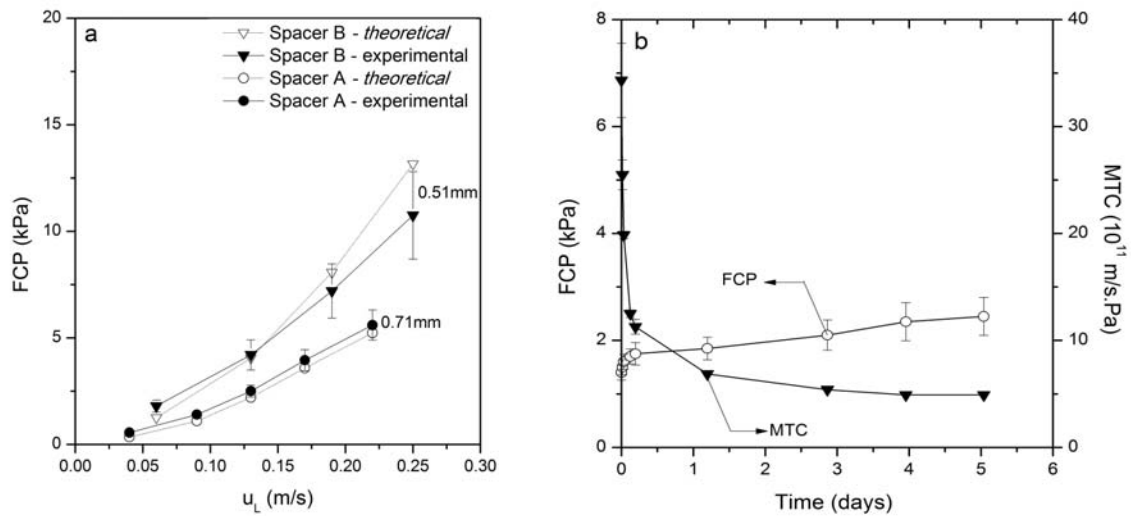 a
Spacer B - theoretical
Spacer B - experimental
Spacer A - theoretical
Spacer A - experimental
20
15
10
5
0
FCP (kPa)
0.51mm
0.71mm
0.00 0.05 0.10 0.15 0.20 0.25 0.30
u_L (m/s)
b
8
6
4
2
0
FCP (kPa)
FCP
MTC
40
30
20
10
0
MTC (10^11 m/s.Pa)
0 1 2 3 4 5 6
Time (days)